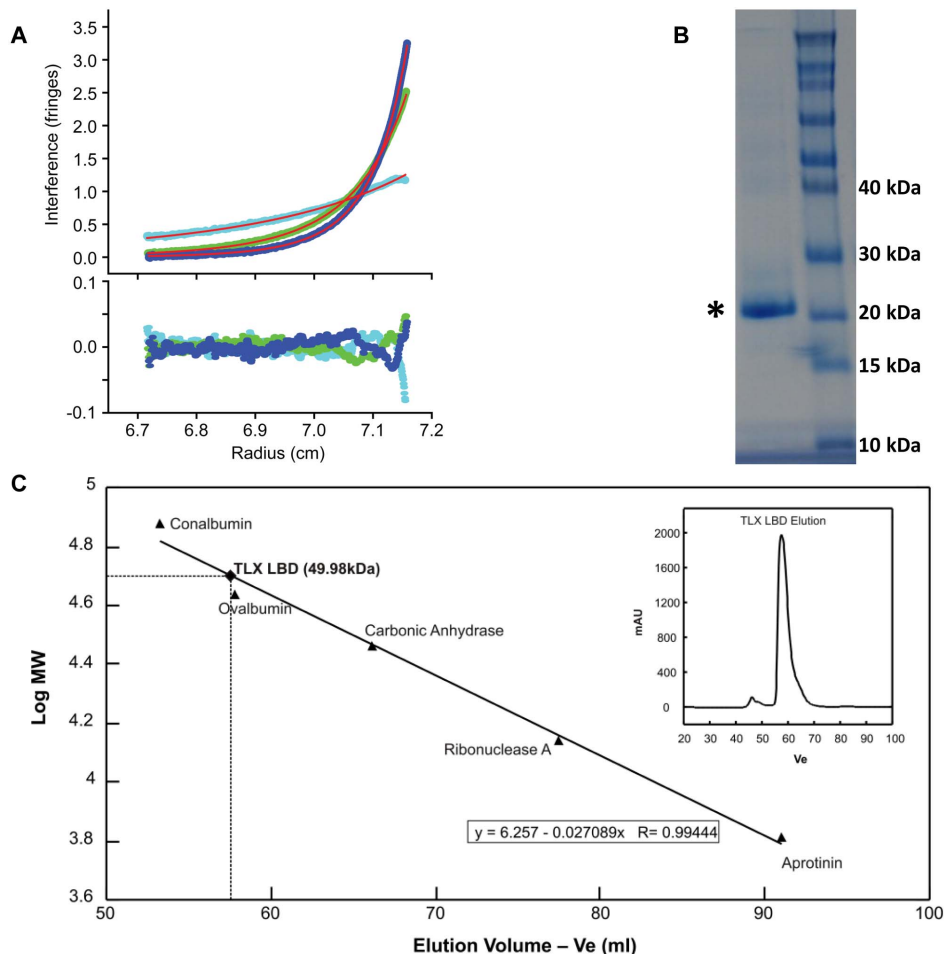 A
3.5
3.0
2.5
2.0
1.5
1.0
0.5
0.0
Interference (fringes)
0.1
0.0
-0.1
6.7 6.8 6.9 7.0 7.1 7.2
Radius (cm)
B
40 kDa
30 kDa
*
20 kDa
15 kDa
10 kDa
C
5
4.8
4.6
4.4
4.2
4
3.8
3.6
Log MW
Conalbumin
TLX LBD (49.98kDa)
Ovalbumin
Carbonic Anhydrase
Ribonuclease A
y = 6.257 - 0.027089x R= 0.99444
Aprotinin
50 60 70 80 90 100
Elution Volume – Ve (ml)
TLX LBD Elution
2000
1600
1200
800
400
0
mAU
20 30 40 50 60 70 80 90 100
Ve